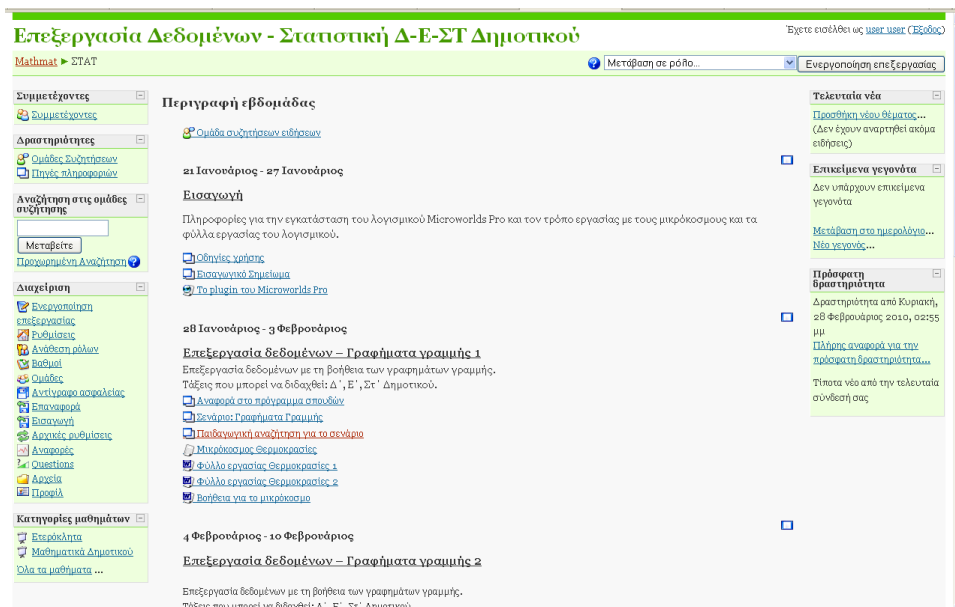 Επεξεργασία Δεδομένων - Στατιστική Δ-Ε-ΣΤ Δημοτικού
Έχετε εισέλθει ως user user (Έξοδος)
Mathmat ► ΣΤΑΤ
Μετάβαση σε ρόλο...
Ενεργοποίηση επεξεργασίας
Συμμετέχοντες
Συμμετέχοντες
Δραστηριότητες
Ομάδες Συζητήσεων
Πηγές πληροφοριών
Αναζήτηση στις ομάδες
συζήτησης
Μεταβείτε
Προχωρημένη Αναζήτηση
Διαχείριση
Ενεργοποίηση
επεξεργασίας
Ρυθμίσεις
Ανάθεση ρόλων
Βαθμοί
Ομάδες
Αντίγραφο ασφαλείας
Επαναφορά
Εισαγωγή
Αρχικές ρυθμίσεις
Αναφορές
Questions
Αρχεία
Προφίλ
Κατηγορίες μαθημάτων
Ετερόκλητα
Μαθηματικά Δημοτικού
Όλα τα μαθήματα ...
Περιγραφή εβδομάδας
Ομάδα συζητήσεων ειδήσεων
21 Ιανουάριος - 27 Ιανουάριος
Εισαγωγή
Πληροφορίες για την εγκατάσταση του λογισμικού Microworlds Pro και τον τρόπο εργασίας με τους μικρόκοσμους και τα
φύλλα εργασίας του λογισμικού.
Οδηγίες χρήσης
Εισαγωγικό Σημείωμα
Το plugin του Microworlds Pro
28 Ιανουάριος - 3 Φεβρουάριος
Επεξεργασία δεδομένων – Γραφήματα γραμμής 1
Επεξεργασία δεδομένων με τη βοήθεια των γραφημάτων γραμμής.
Τάξεις που μπορεί να διδαχθεί: Δ΄, Ε΄, Στ΄ Δημοτικού.
Αναφορά στο πρόγραμμα σπουδών
Σενάριο: Γραφήματα Γραμμής
Παιδαγωγική αναζήτηση για το σενάριο
Μικρόκοσμος Θερμοκρασίες
Φύλλο εργασίας Θερμοκρασίες 1
Φύλλο εργασίας Θερμοκρασίες 2
Βοήθεια για το μικρόκοσμο
4 Φεβρουάριος - 10 Φεβρουάριος
Επεξεργασία δεδομένων – Γραφήματα γραμμής 2
Επεξεργασία δεδομένων με τη βοήθεια των γραφημάτων γραμμής.
Τάξεις που μπορεί να διδαχθεί: Δ΄, Ε΄, Στ΄ Δημοτικού.
Τελευταία νέα
Προσθήκη νέου θέματος...
(Δεν έχουν αναρτηθεί ακόμα
ειδήσεις)
Επικείμενα γεγονότα
Δεν υπάρχουν επικείμενα
γεγονότα
Μετάβαση στο ημερολόγιο...
Νέο γεγονός...
Πρόσφατη
δραστηριότητα
Δραστηριότητα από Κυριακή,
28 Φεβρουάριος 2010, 02:55
μμ
Πλήρης αναφορά για την
πρόσφατη δραστηριότητα...
Τίποτα νέο από την τελευταία
σύνδεσή σας